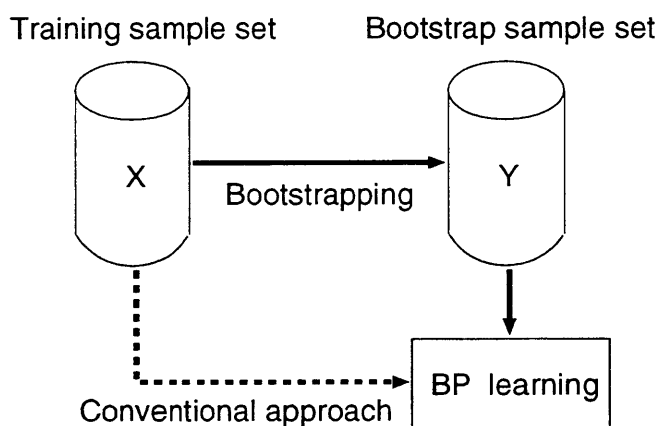 Training sample set
Bootstrap sample set
X
Y
Bootstrapping
BP learning
Conventional approach